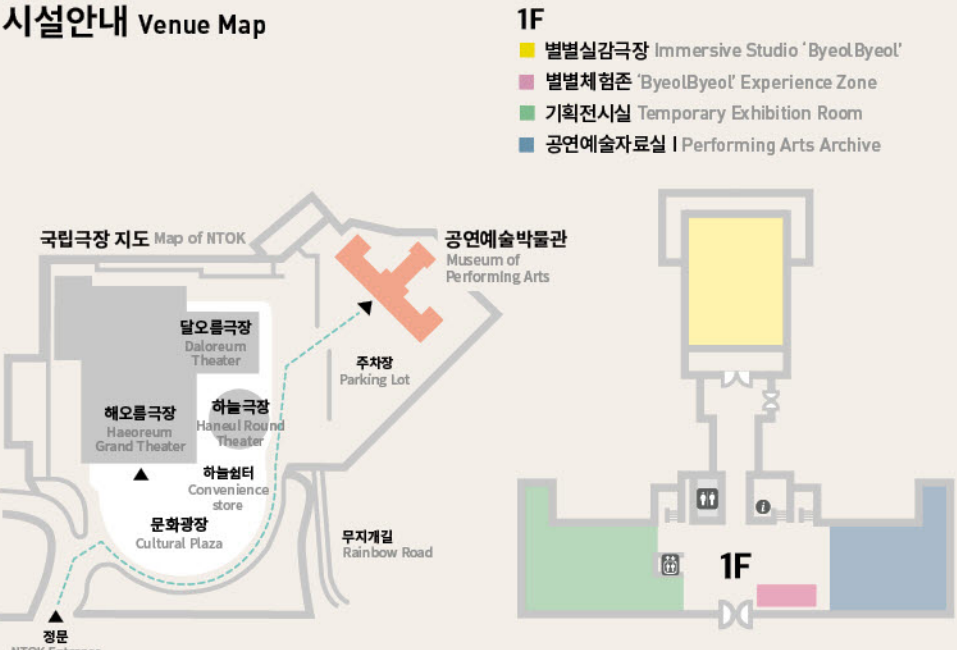 시설안내 Venue Map
1F
별별실감극장 Immersive Studio ‘ByeolByeol’
별별체험존 ‘ByeolByeol’ Experience Zone
기획전시실 Temporary Exhibition Room
공연예술자료실 I Performing Arts Archive
국립극장 지도 Map of NTOK
공연예술박물관
Museum of
Performing Arts
달오름극장
Daloreum
Theater
주차장
Parking Lot
해오름극장
Haeoreum
Grand Theater
하늘극장
Haneul Round
Theater
하늘쉼터
Convenience
store
문화광장
Cultural Plaza
무지개길
Rainbow Road
정문
NTOK Entrance
i
1F